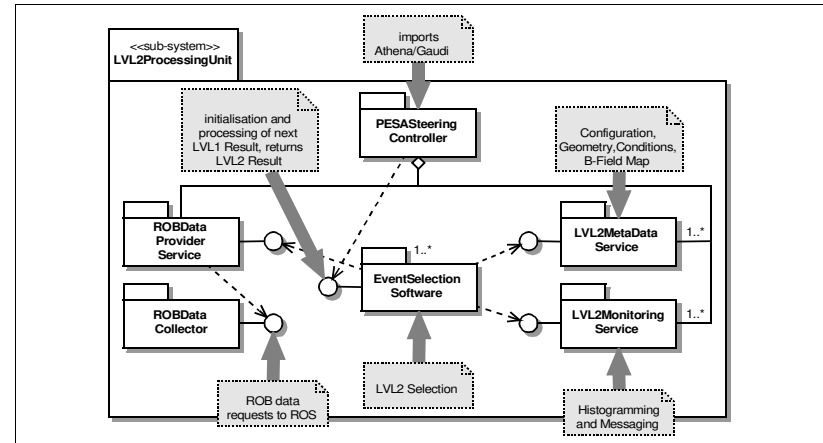 <<sub-system>>
LVL2ProcessingUnit
imports
Athena/Gaudi
initialisation and
processing of next
LVL1 Result, returns
LVL2 Result
PESASteering
Controller
Configuration,
Geometry,Conditions,
B-Field Map
ROBData
Provider
Service
1..*
EventSelection
Software
LVL2MetaData
Service
1..*
ROBData
Collector
LVL2Monitoring
Service
1..*
ROB data
requests to ROS
LVL2 Selection
Histogramming
and Messaging